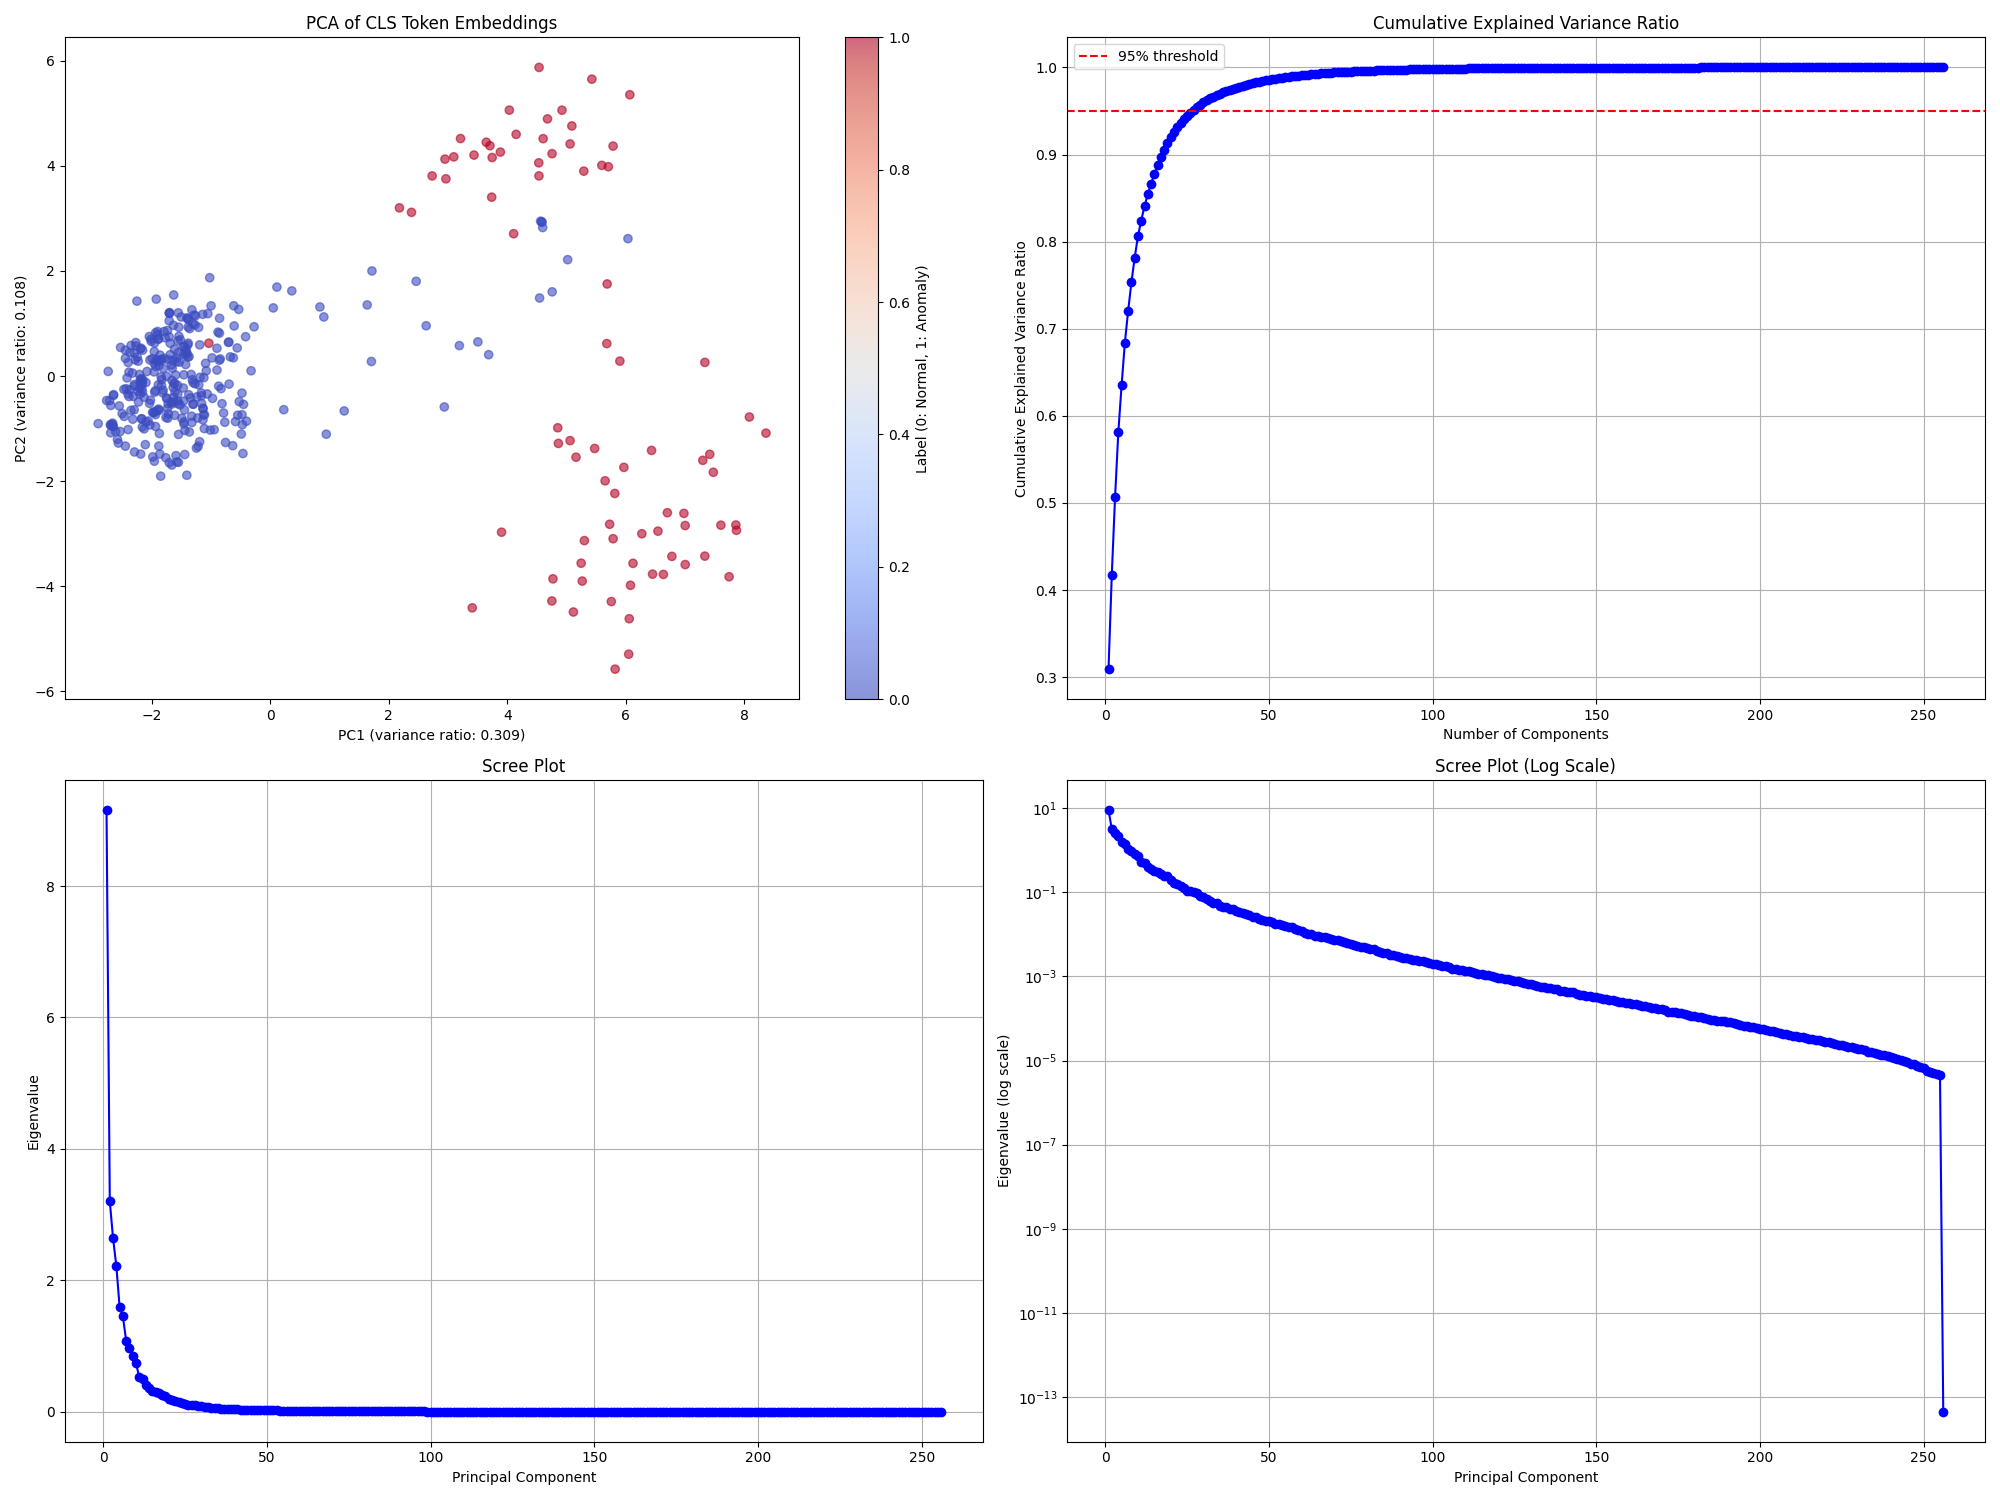 PCA of CLS Token Embeddings
6
4
2
0
−2
−4
−6
PC2 (variance ratio: 0.108)
−2 0 2 4 6 8
PC1 (variance ratio: 0.309)
1.0
0.8
0.6
0.4
0.2
0.0
Label (0: Normal, 1: Anomaly)
Cumulative Explained Variance Ratio
95% threshold
1.0
0.9
0.8
0.7
0.6
0.5
0.4
0.3
Cumulative Explained Variance Ratio
0 50 100 150 200 250
Number of Components
Scree Plot
8
6
4
2
0
Eigenvalue
0 50 100 150 200 250
Principal Component
Scree Plot (Log Scale)
10¹
10⁻¹
10⁻³
10⁻⁵
10⁻⁷
10⁻⁹
10⁻¹¹
10⁻¹³
Eigenvalue (log scale)
0 50 100 150 200 250
Principal Component